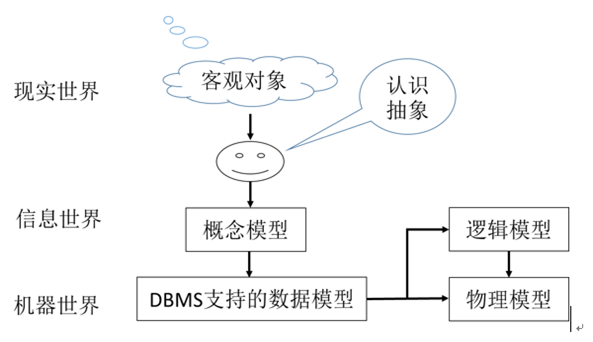 现实世界
客观对象
认识
抽象
信息世界
概念模型
逻辑模型
机器世界
DBMS支持的数据模型
物理模型